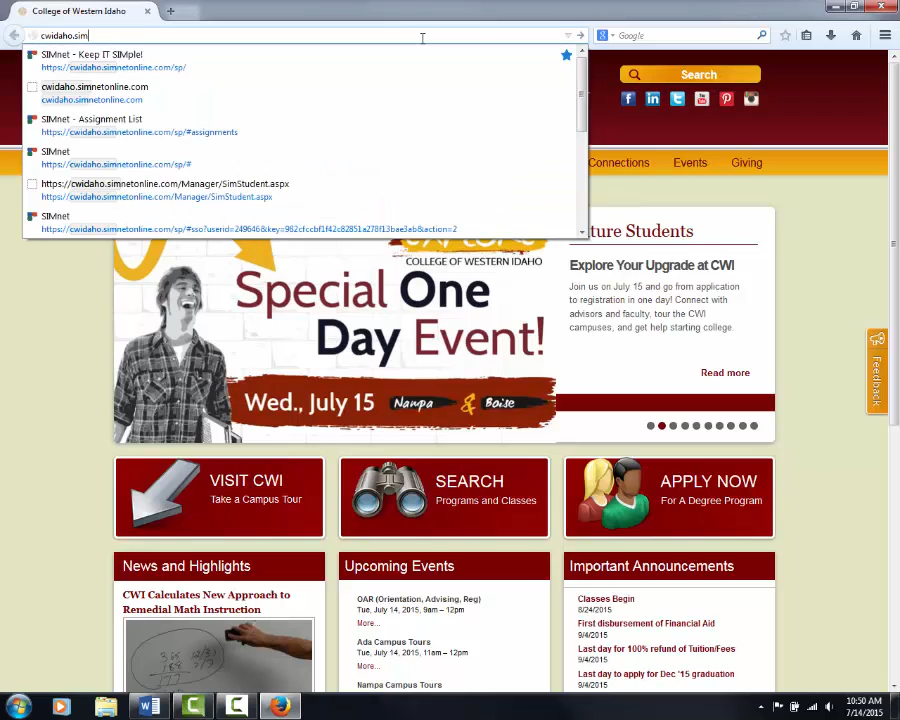 College of Western Idaho
cwidaho.sim
Google
SIMnet - Keep IT SIMple!
https://cwidaho.simnetonline.com/sp/
cwidaho.simnetonline.com
cwidaho.simnetonline.com
SIMnet - Assignment List
https://cwidaho.simnetonline.com/sp/#assignments
SIMnet
https://cwidaho.simnetonline.com/sp/#
https://cwidaho.simnetonline.com/Manager/SimStudent.aspx
https://cwidaho.simnetonline.com/Manager/SimStudent.aspx
SIMnet
https://cwidaho.simnetonline.com/sp/#sso?userid=249646&key=962cfccbf1f42c82851a278f13bae3ab&action=2
Search
Connections Events Giving
COLLEGE OF WESTERN IDAHO
Special One
Day Event!
Wed., July 15 Nampa & Boise
uture Students
Explore Your Upgrade at CWI
Join us on July 15 and go from application
to registration in one day! Connect with
advisors and faculty, tour the CWI
campuses, and get help starting college.
Read more
Feedback
VISIT CWI
Take a Campus Tour
SEARCH
Programs and Classes
APPLY NOW
For A Degree Program
News and Highlights
CWI Calculates New Approach to
Remedial Math Instruction
Upcoming Events
OAR (Orientation, Advising, Reg)
Tue, July 14, 2015, 9am – 12pm
More...
Ada Campus Tours
Tue, July 14, 2015, 11am – 12pm
More...
Nampa Campus Tours
Important Announcements
Classes Begin
8/24/2015
First disbursement of Financial Aid
9/4/2015
Last day for 100% refund of Tuition/Fees
9/4/2015
Last day to apply for Dec '15 graduation
9/4/2015
10:50 AM
7/14/2015